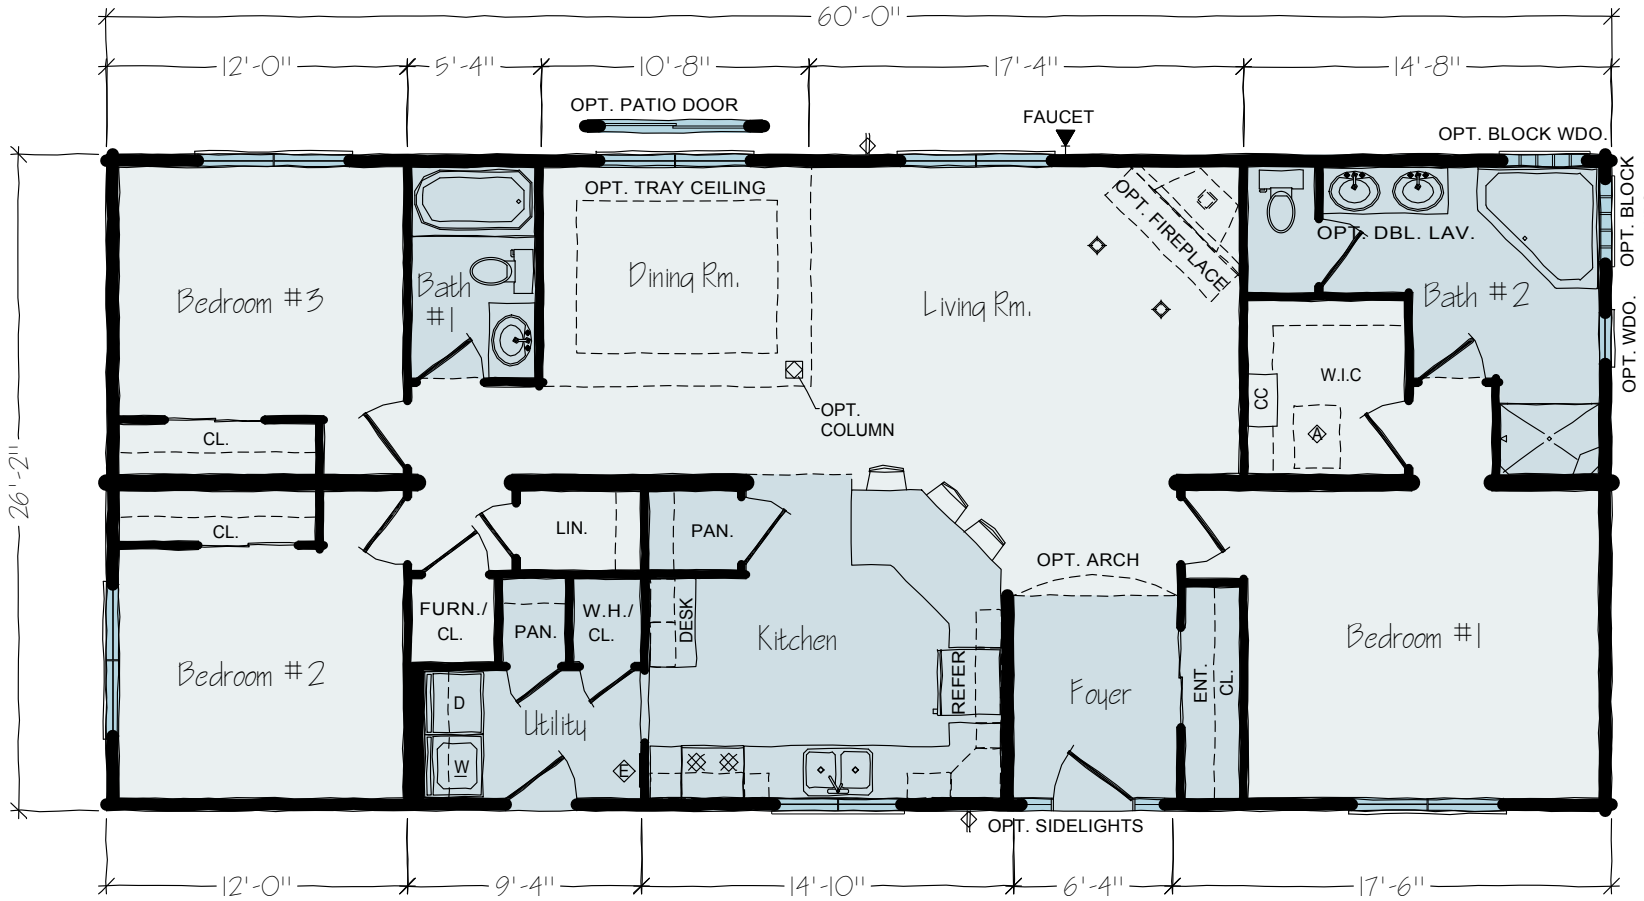 60'-0"
12'-0" 5'-4" 10'-8" 17'-4" 14'-8"
OPT. PATIO DOOR
FAUCET
OPT. BLOCK WDO.
OPT. TRAY CEILING
OPT. FIREPLACE
OPT. DBL. LAV.
OPT. BLOCK
OPT. WDO.
Bedroom #3
Bath
#1
Dining Rm.
Living Rm.
Bath #2
W.I.C
CC
A
OPT.
COLUMN
CL.
26'-2"
CL.
LIN.
PAN.
OPT. ARCH
FURN./
CL.
PAN.
W.H./
CL.
DESK
Kitchen
REFER
Foyer
ENT.
CL.
Bedroom #1
Bedroom #2
D
W
Utility
E
OPT. SIDELIGHTS
12'-0" 9'-4" 14'-10" 6'-4" 17'-6"